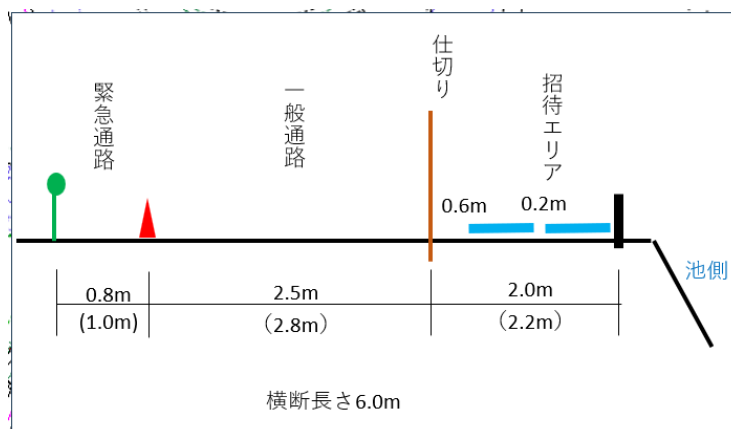 緊急通路
一般通路
仕切り
招待エリア
0.6m
0.2m
池側
0.8m
2.5m
2.0m
(1.0m)
（2.8m）
（2.2m）
横断長さ6.0m